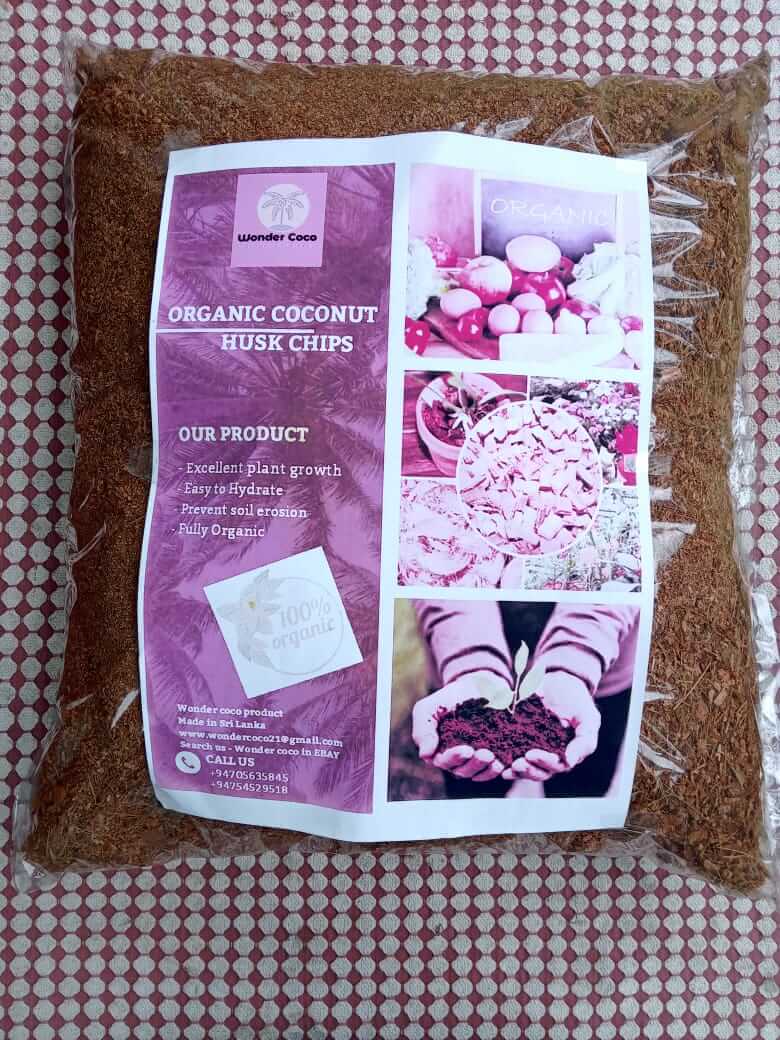 Wonder Coco
ORGANIC COCONUT
HUSK CHIPS
OUR PRODUCT
- Excellent plant growth
- Easy to Hydrate
- Prevent soil erosion
- Fully Organic
100%
organic
Wonder coco product
Made in Sri Lanka
www.wondercoco21@gmail.com
Search us - Wonder coco in EBAY
CALL US
+94705635845
+94754529518
ORGANIC